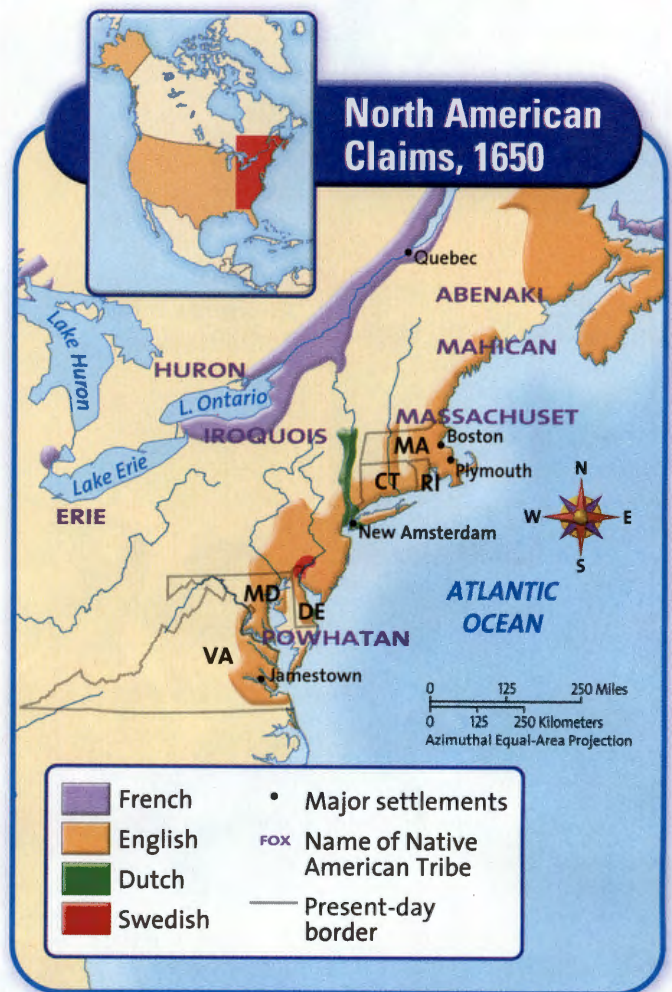 North American
Claims, 1650
Quebec
ABENAKI
MAHICAN
Lake Huron
HURON
L. Ontario
MASSACHUSET
IROQUOIS
MA
Boston
Lake Erie
Plymouth
CT
RI
ERIE
N
W
E
S
New Amsterdam
ATLANTIC
OCEAN
MD
DE
POWHATAN
VA
Jamestown
0 125 250 Miles
0 125 250 Kilometers
Azimuthal Equal-Area Projection
French
English
Dutch
Swedish
Major settlements
FOX Name of Native
American Tribe
Present-day
border